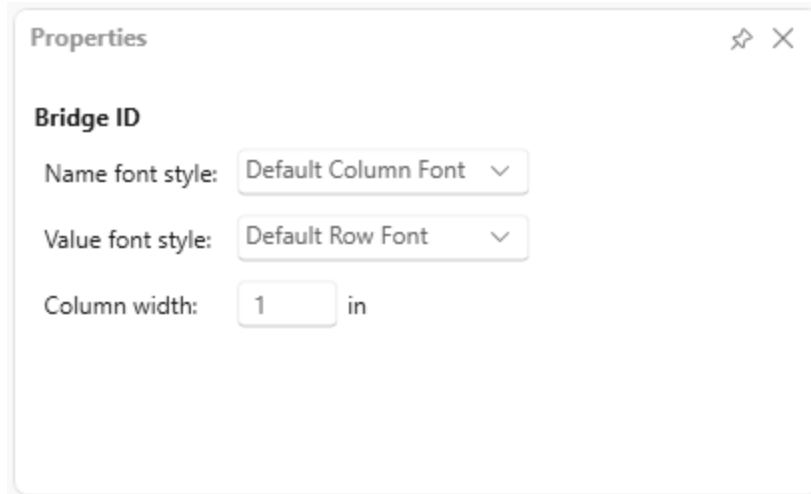 Properties
Bridge ID
Name font style: Default Column Font
Value font style: Default Row Font
Column width: 1 in